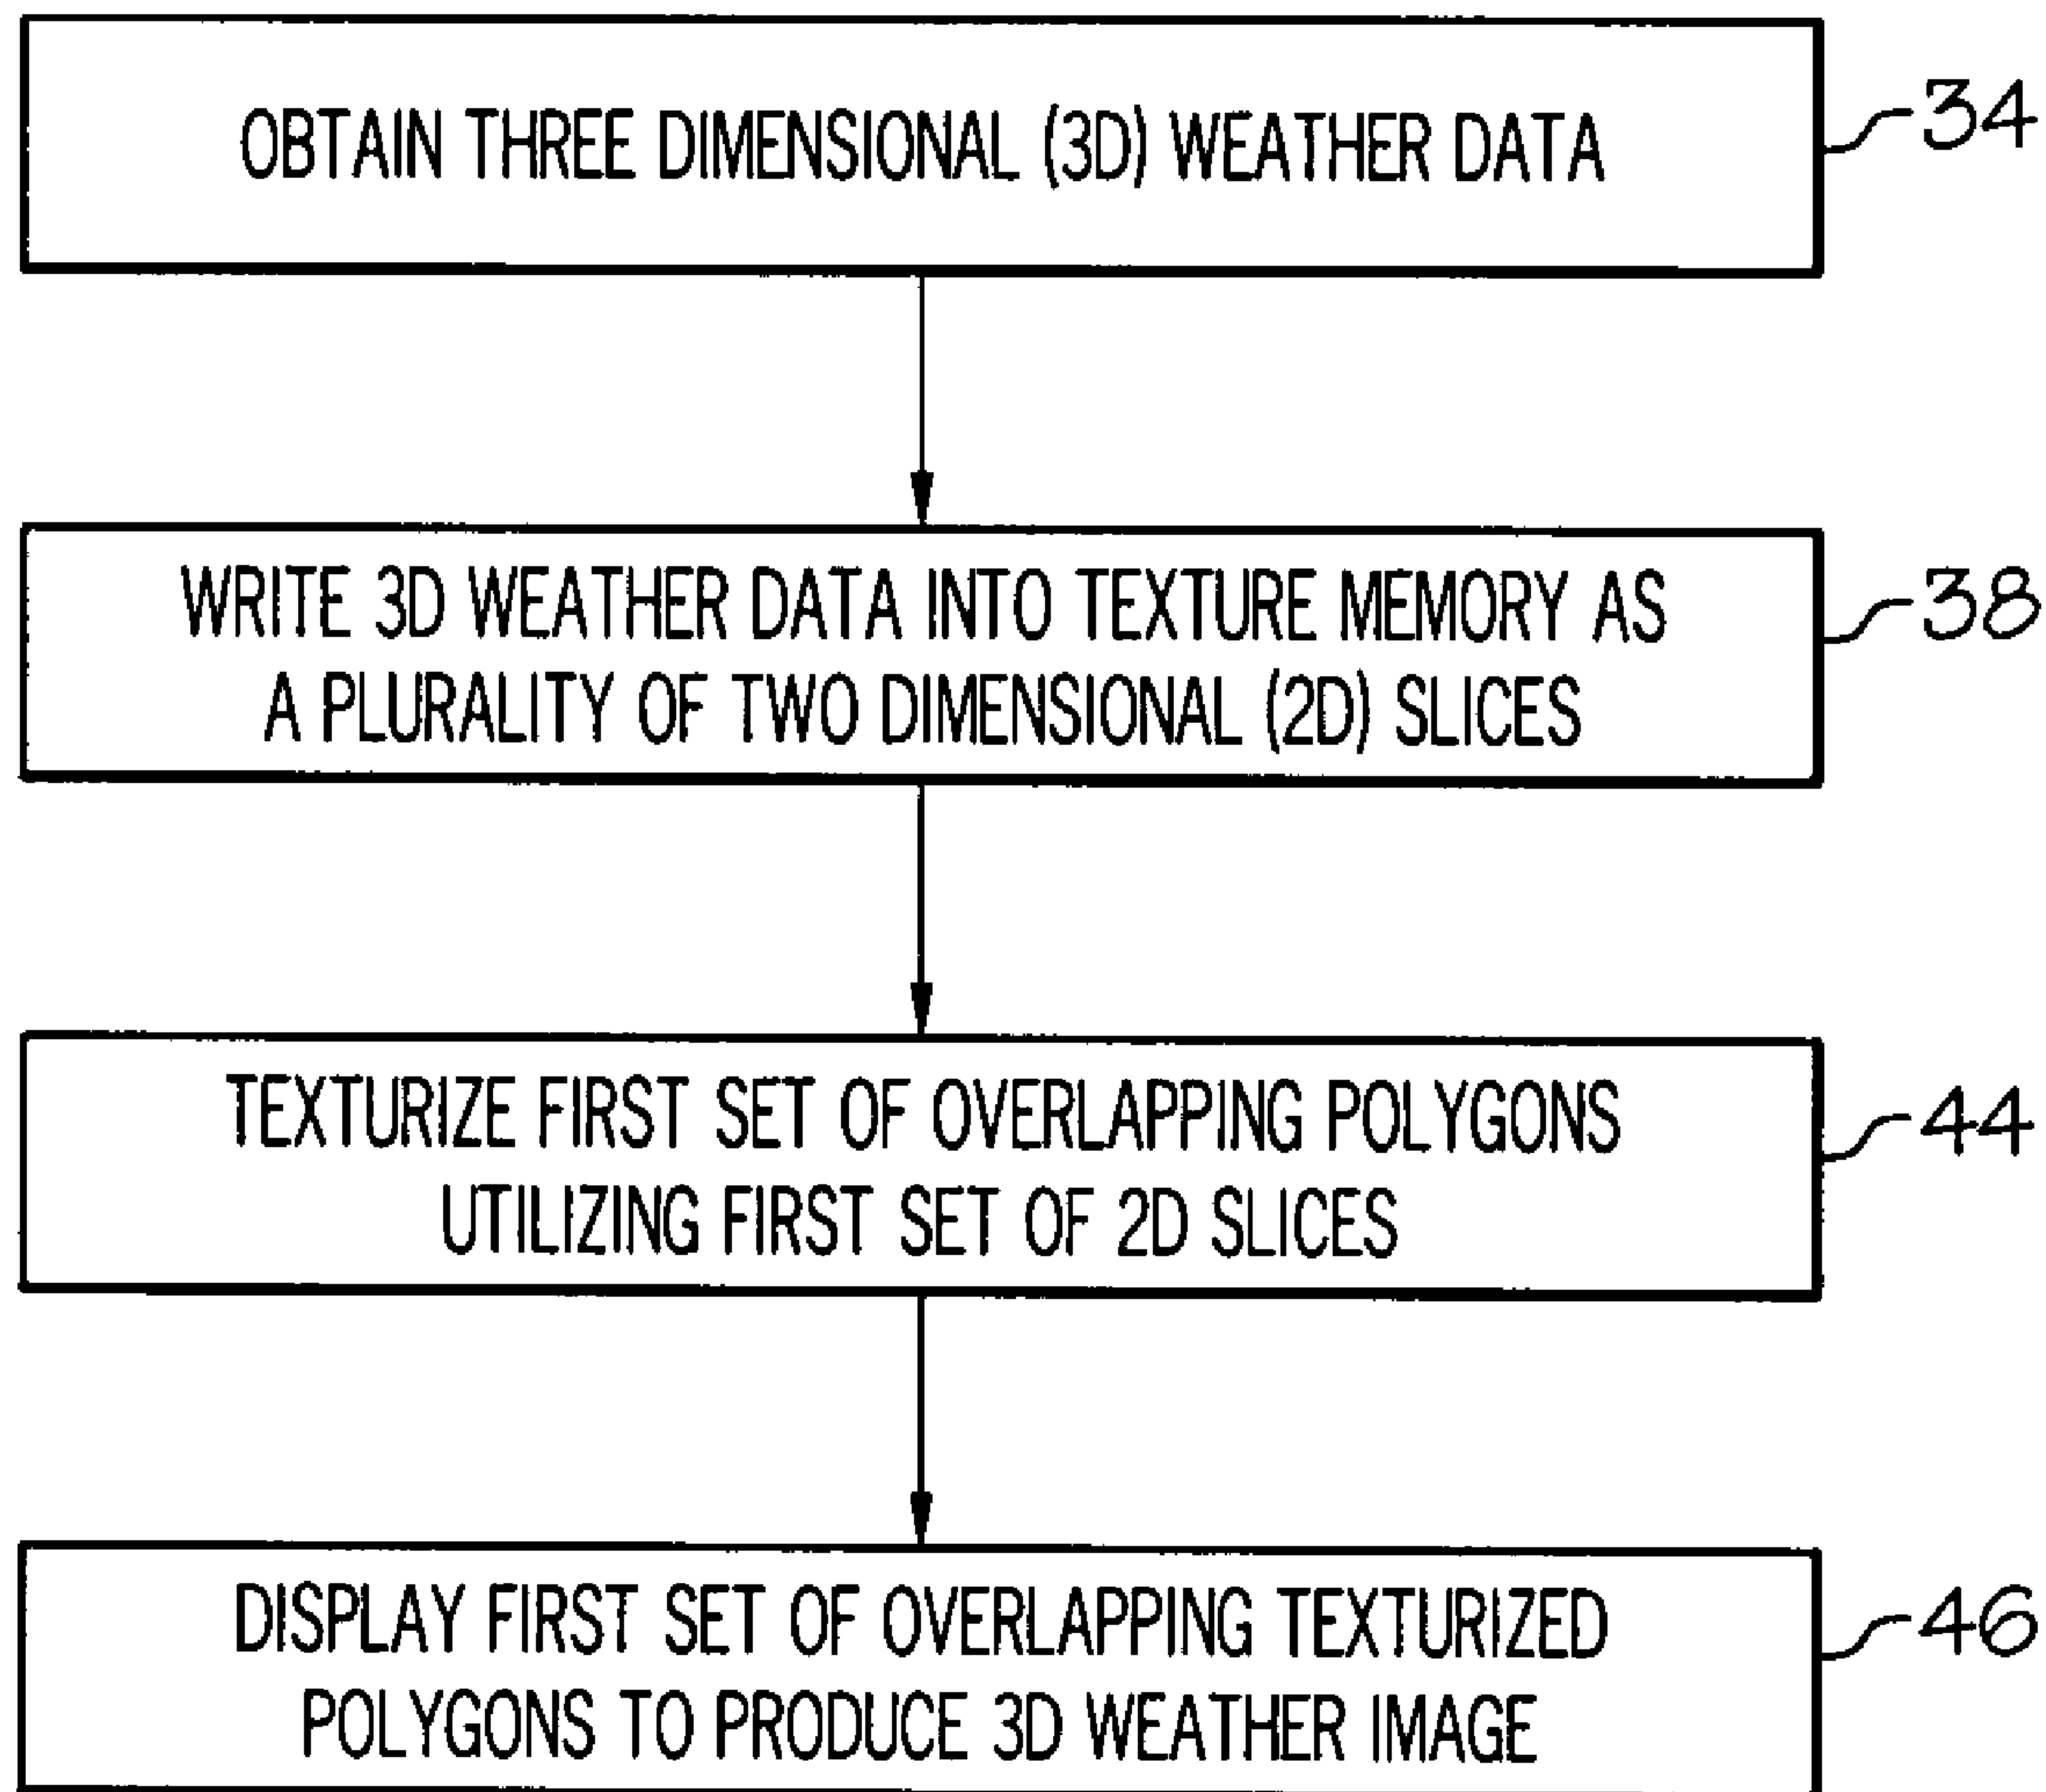 OBTAIN THREE DIMENSIONAL (3D) WEATHER DATA
34
WRITE 3D WEATHER DATA INTO TEXTURE MEMORY AS
A PLURALITY OF TWO DIMENSIONAL (2D) SLICES
38
TEXTURIZE FIRST SET OF OVERLAPPING POLYGONS
UTILIZING FIRST SET OF 2D SLICES
44
DISPLAY FIRST SET OF OVERLAPPING TEXTURIZED
POLYGONS TO PRODUCE 3D WEATHER IMAGE
46